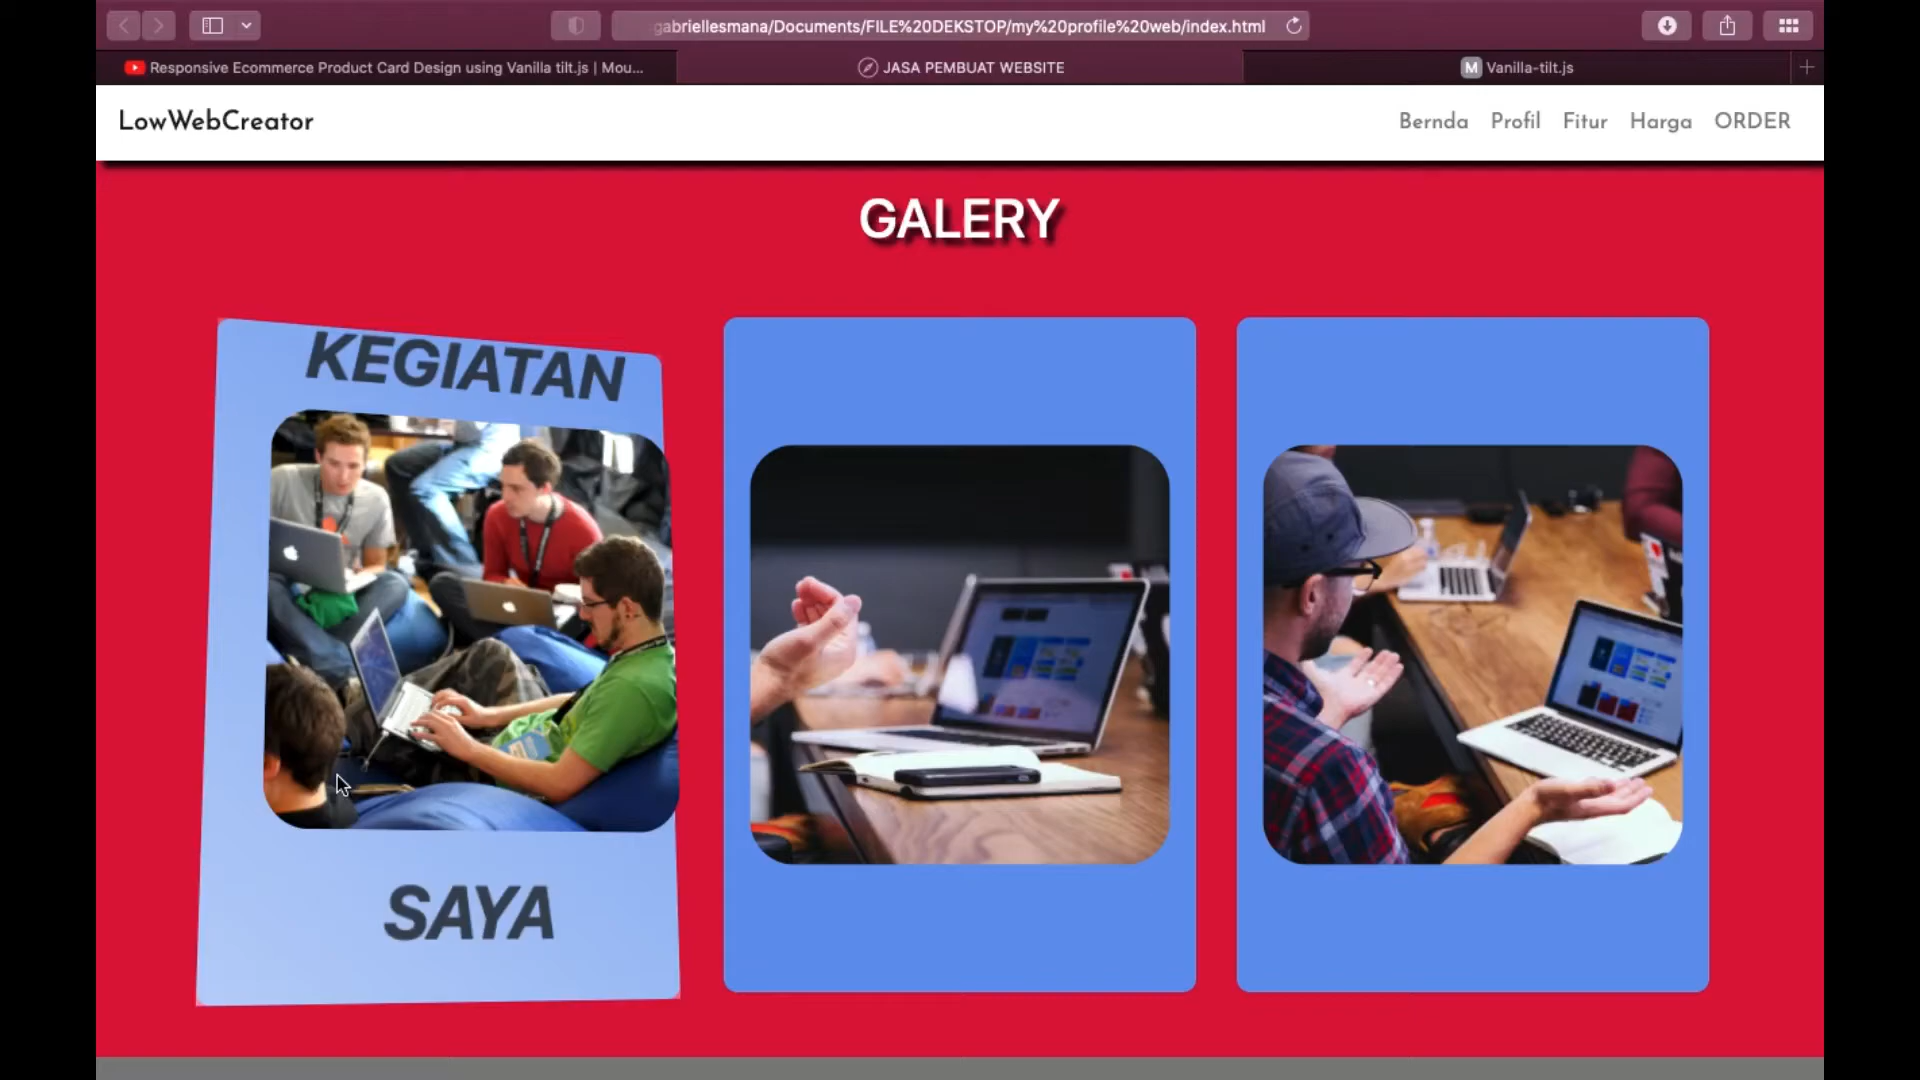 gabriellesmana/Documents/FILE%20DEKSTOP/my%20profile%20web/index.html
Responsive Ecommerce Product Card Design using Vanilla tilt.js | Mou...
JASA PEMBUAT WEBSITE
M Vanilla-tilt.js
LowWebCreator
Bernda Profil Fitur Harga ORDER
GALERY
KEGIATAN
SAYA